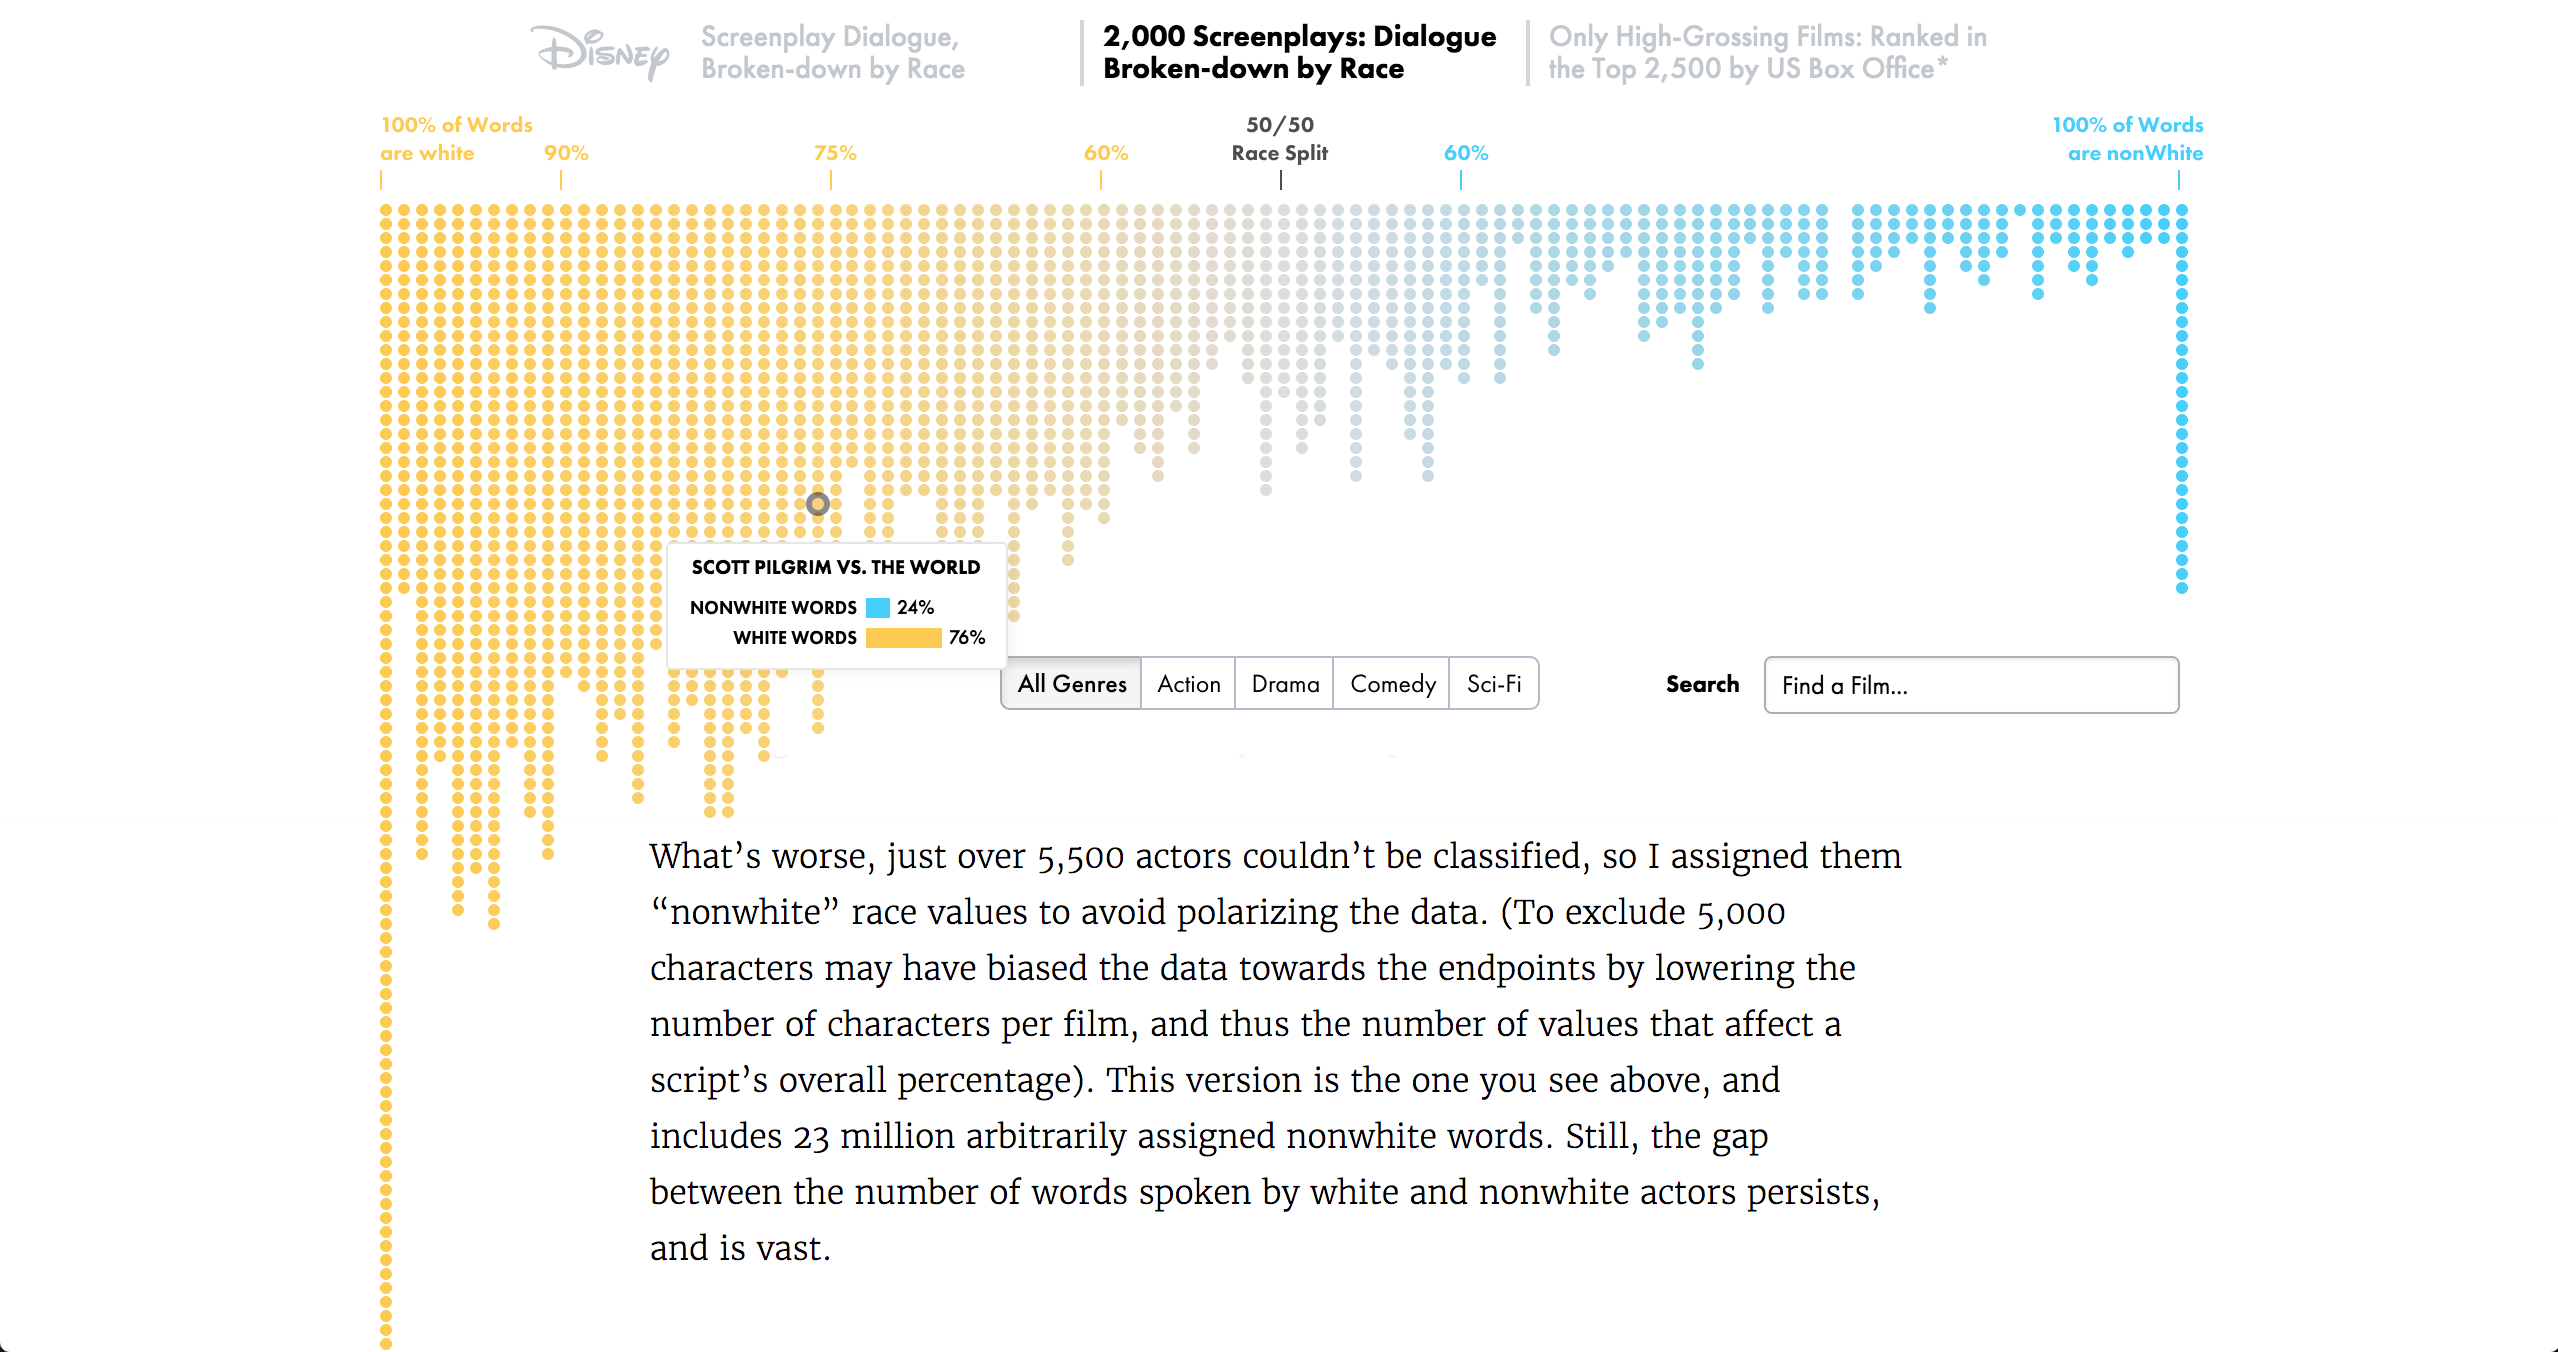 Disney
Screenplay Dialogue,
Broken-down by Race
2,000 Screenplays: Dialogue
Broken-down by Race
Only High-Grossing Films: Ranked in
the Top 2,500 by US Box Office*
100% of Words
are white
90%
75%
60%
50/50
Race Split
60%
100% of Words
are nonWhite
SCOTT PILGRIM VS. THE WORLD
NONWHITE WORDS 24%
WHITE WORDS 76%
All Genres Action Drama Comedy Sci-Fi
Search Find a Film...
What’s worse, just over 5,500 actors couldn’t be classified, so I assigned them
“nonwhite” race values to avoid polarizing the data. (To exclude 5,000
characters may have biased the data towards the endpoints by lowering the
number of characters per film, and thus the number of values that affect a
script’s overall percentage). This version is the one you see above, and
includes 23 million arbitrarily assigned nonwhite words. Still, the gap
between the number of words spoken by white and nonwhite actors persists,
and is vast.